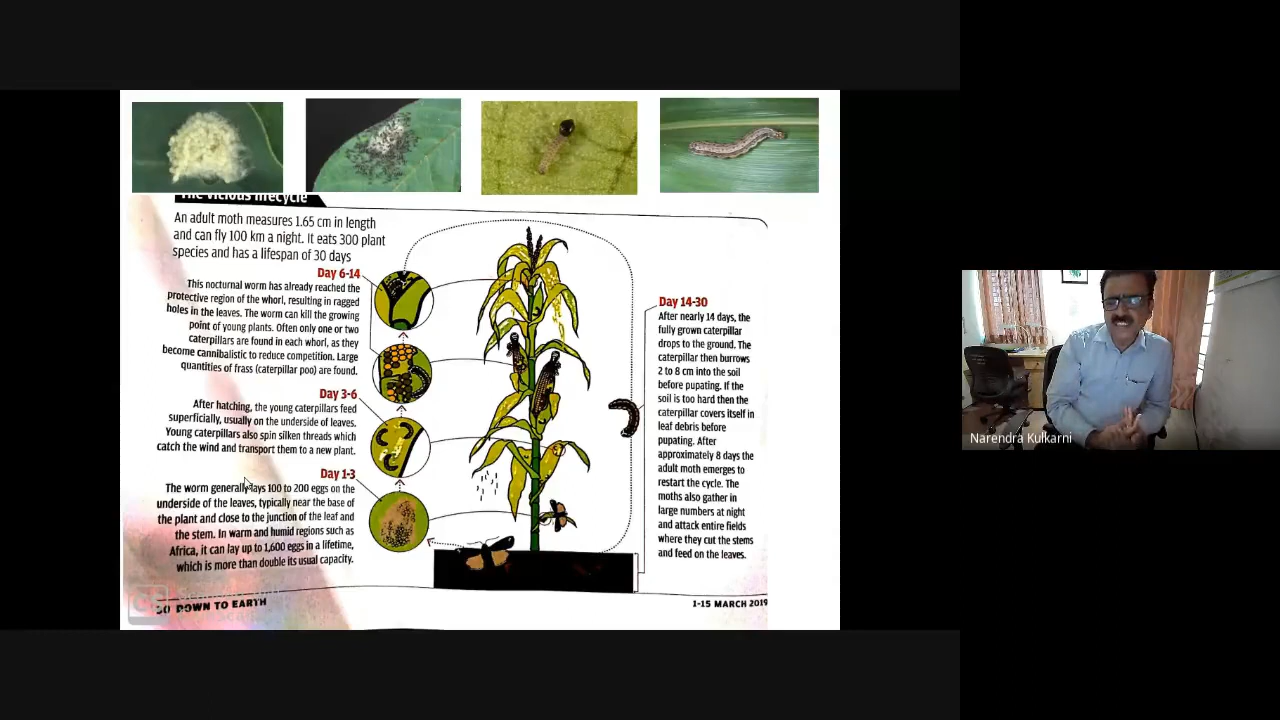 The vicious lifecycle
An adult moth measures 1.65 cm in length
and can fly 100 km a night. It eats 300 plant
species and has a lifespan of 30 days
Day 6-14
This nocturnal worm has already reached the
protective region of the whorl, resulting in ragged
holes in the leaves. The worm can kill the growing
point of young plants. Often only one or two
caterpillars are found in each whorl, as they
become cannibalistic to reduce competition. Large
quantities of frass (caterpillar poo) are found.
Day 3-6
After hatching, the young caterpillars feed
superficially, usually on the underside of leaves.
Young caterpillars also spin silken threads which
catch the wind and transport them to a new plant.
Day 1-3
The worm generally lays 100 to 200 eggs on the
underside of the leaves, typically near the base of
the plant and close to the junction of the leaf and
the stem. In warm and humid regions such as
Africa, it can lay up to 1,600 eggs in a lifetime,
which is more than double its usual capacity.
Day 14-30
After nearly 14 days, the
fully grown caterpillar
drops to the ground. The
caterpillar then burrows
2 to 8 cm into the soil
before pupating. If the
soil is too hard then the
caterpillar covers itself in
leaf debris before
pupating. After
approximately 8 days the
adult moth emerges to
restart the cycle. The
moths also gather in
large numbers at night
and attack entire fields
where they cut the stems
and feed on the leaves.
CS
DOWN TO EARTH
1-15 MARCH 2019
Narendra Kulkarni